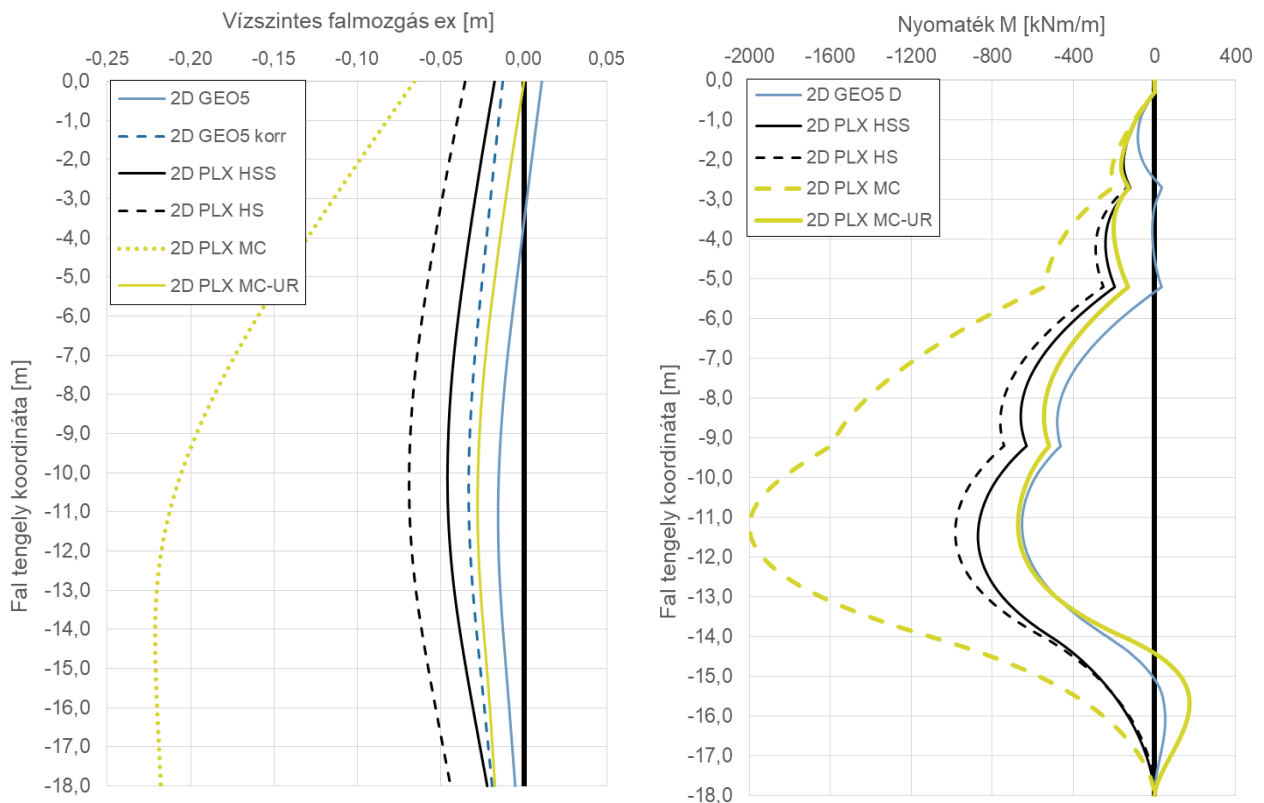 Vízszintes falmozgás ex [m]
-0,25 -0,20 -0,15 -0,10 -0,05 0,00 0,05
0,0
-1,0
-2,0
-3,0
-4,0
-5,0
-6,0
-7,0
-8,0
-9,0
-10,0
-11,0
-12,0
-13,0
-14,0
-15,0
-16,0
-17,0
-18,0
Fal tengely koordináta [m]
2D GEO5
2D GEO5 korr
2D PLX HSS
2D PLX HS
2D PLX MC
2D PLX MC-UR
Nyomaték M [kNm/m]
-2000 -1600 -1200 -800 -400 0 400
0,0
-1,0
-2,0
-3,0
-4,0
-5,0
-6,0
-7,0
-8,0
-9,0
-10,0
-11,0
-12,0
-13,0
-14,0
-15,0
-16,0
-17,0
-18,0
Fal tengely koordináta [m]
2D GEO5 D
2D PLX HSS
2D PLX HS
2D PLX MC
2D PLX MC-UR